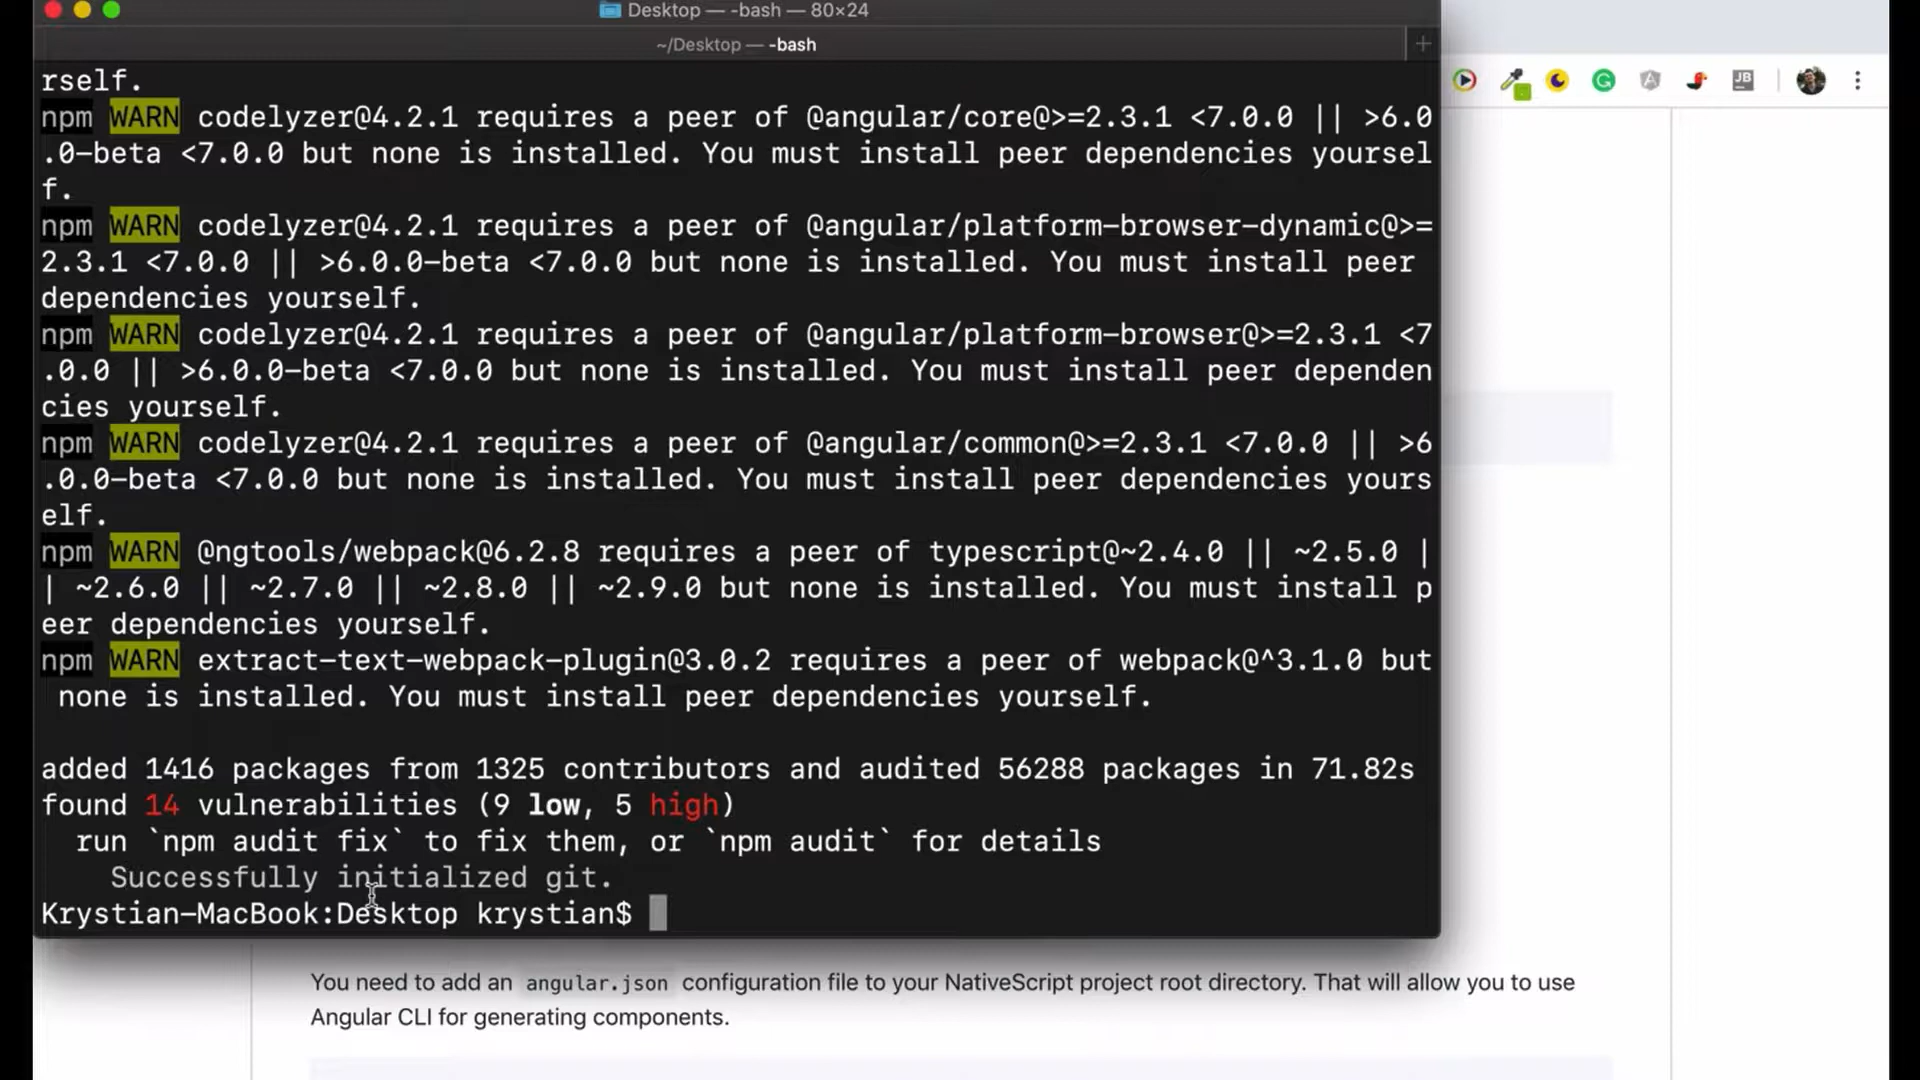 Desktop — -bash — 80×24
~/Desktop — -bash
rself.
npm WARN codelyzer@4.2.1 requires a peer of @angular/core@>=2.3.1 <7.0.0 || >6.0
.0-beta <7.0.0 but none is installed. You must install peer dependencies yoursel
f.
npm WARN codelyzer@4.2.1 requires a peer of @angular/platform-browser-dynamic@>=
2.3.1 <7.0.0 || >6.0.0-beta <7.0.0 but none is installed. You must install peer
dependencies yourself.
npm WARN codelyzer@4.2.1 requires a peer of @angular/platform-browser@>=2.3.1 <7
.0.0 || >6.0.0-beta <7.0.0 but none is installed. You must install peer dependen
cies yourself.
npm WARN codelyzer@4.2.1 requires a peer of @angular/common@>=2.3.1 <7.0.0 || >6
.0.0-beta <7.0.0 but none is installed. You must install peer dependencies yours
elf.
npm WARN @ngtools/webpack@6.2.8 requires a peer of typescript@~2.4.0 || ~2.5.0 |
| ~2.6.0 || ~2.7.0 || ~2.8.0 || ~2.9.0 but none is installed. You must install p
eer dependencies yourself.
npm WARN extract-text-webpack-plugin@3.0.2 requires a peer of webpack@^3.1.0 but
none is installed. You must install peer dependencies yourself.
added 1416 packages from 1325 contributors and audited 56288 packages in 71.82s
found 14 vulnerabilities (9 low, 5 high)
run `npm audit fix` to fix them, or `npm audit` for details
Successfully initialized git.
Krystian-MacBook:Desktop krystian$
JB
You need to add an angular.json configuration file to your NativeScript project root directory. That will allow you to use
Angular CLI for generating components.